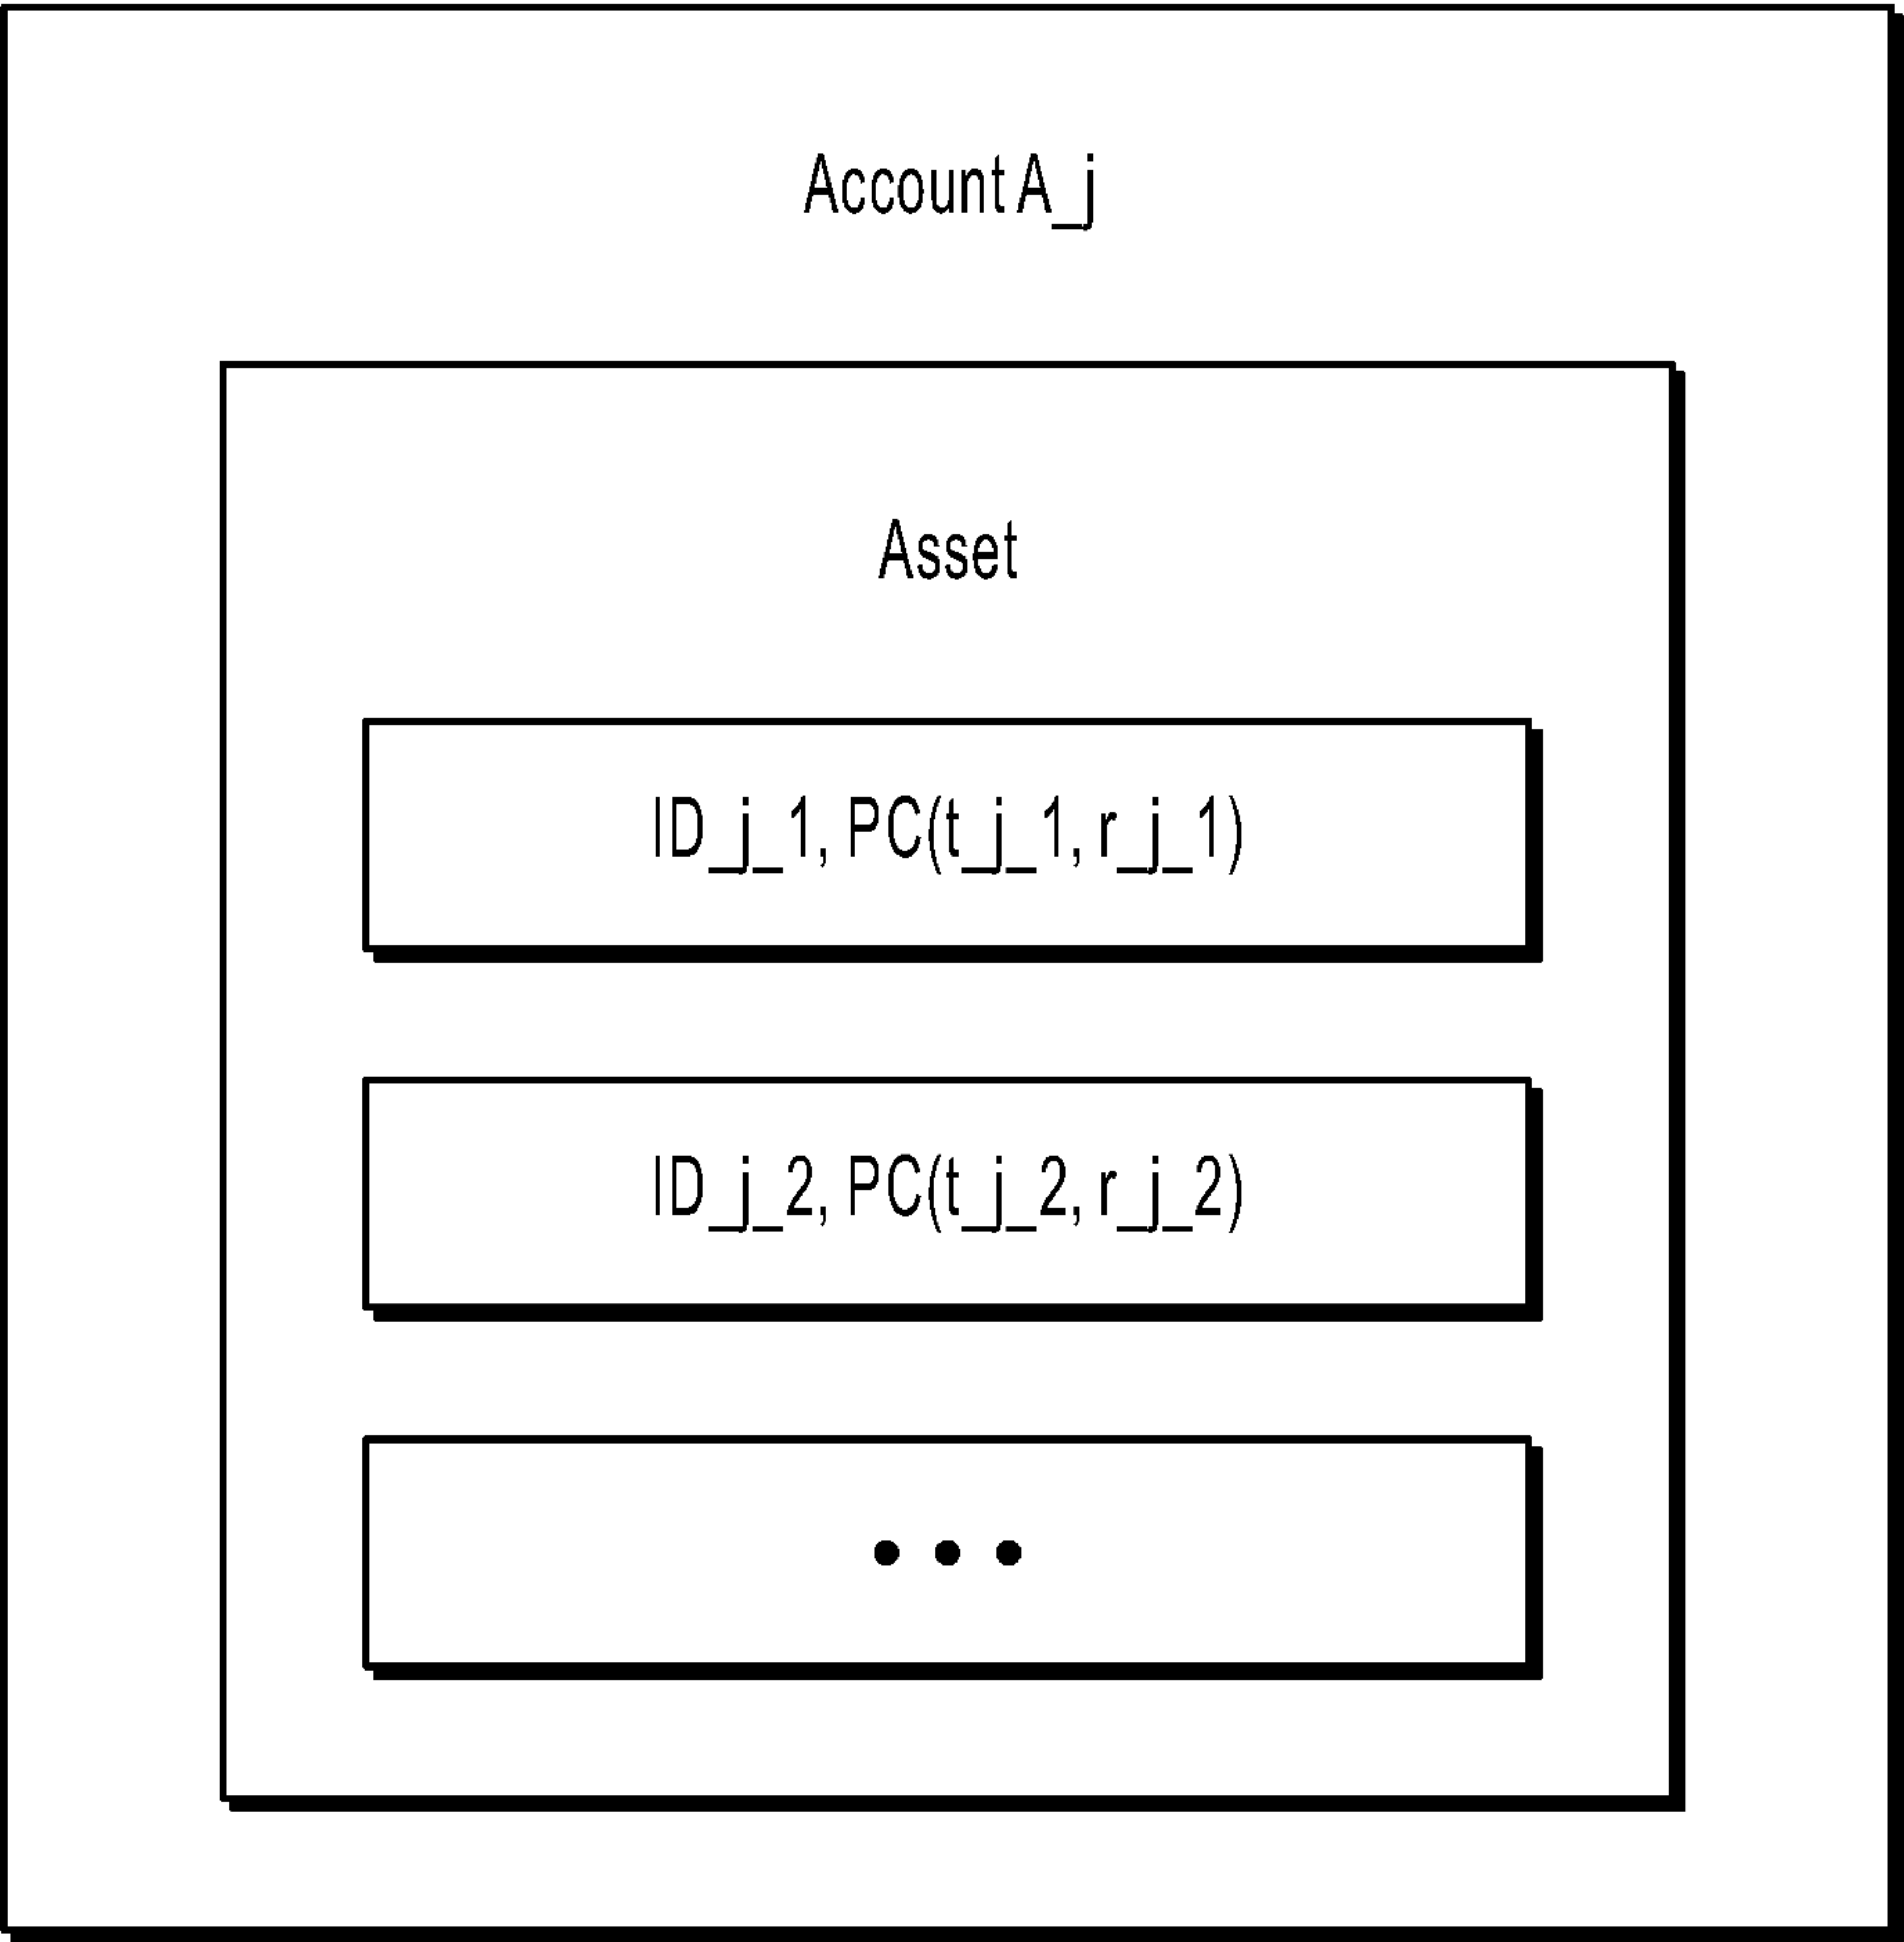 Account A_j
Asset
ID_j_1, PC(t_j_1, r_j_1)
ID_j_2, PC(t_j_2, r_j_2)
• • •